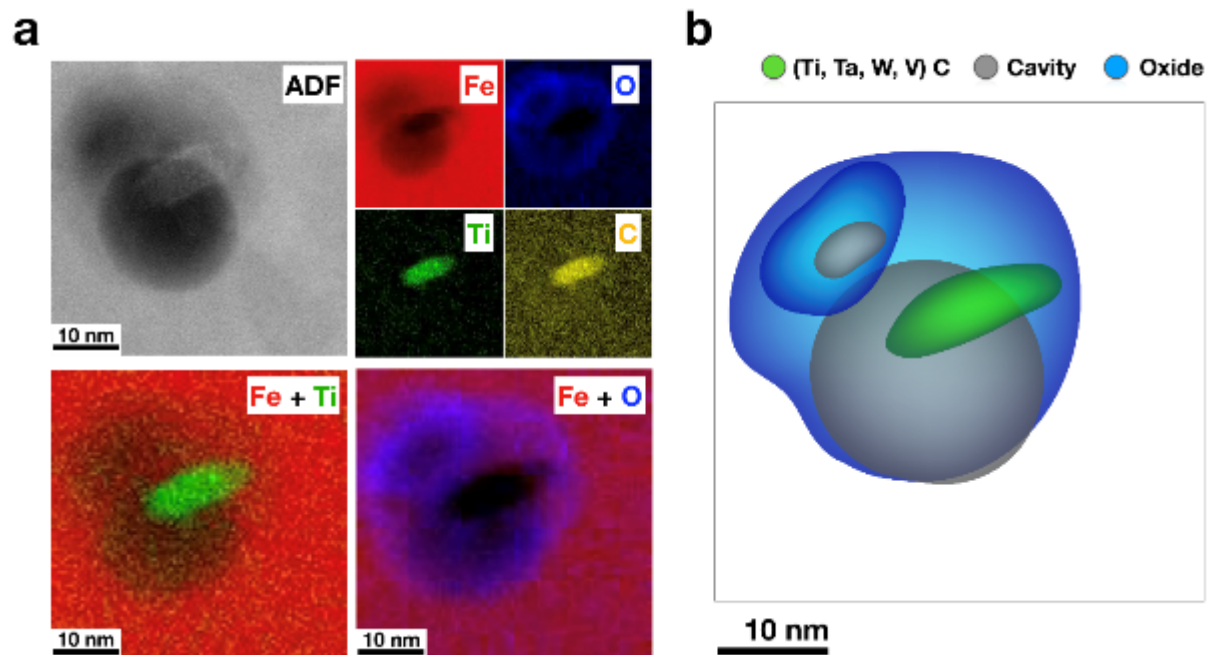 a
ADF
10 nm
Fe
O
Ti
C
Fe + Ti
10 nm
Fe + O
10 nm
b
(Ti, Ta, W, V) C Cavity Oxide
10 nm